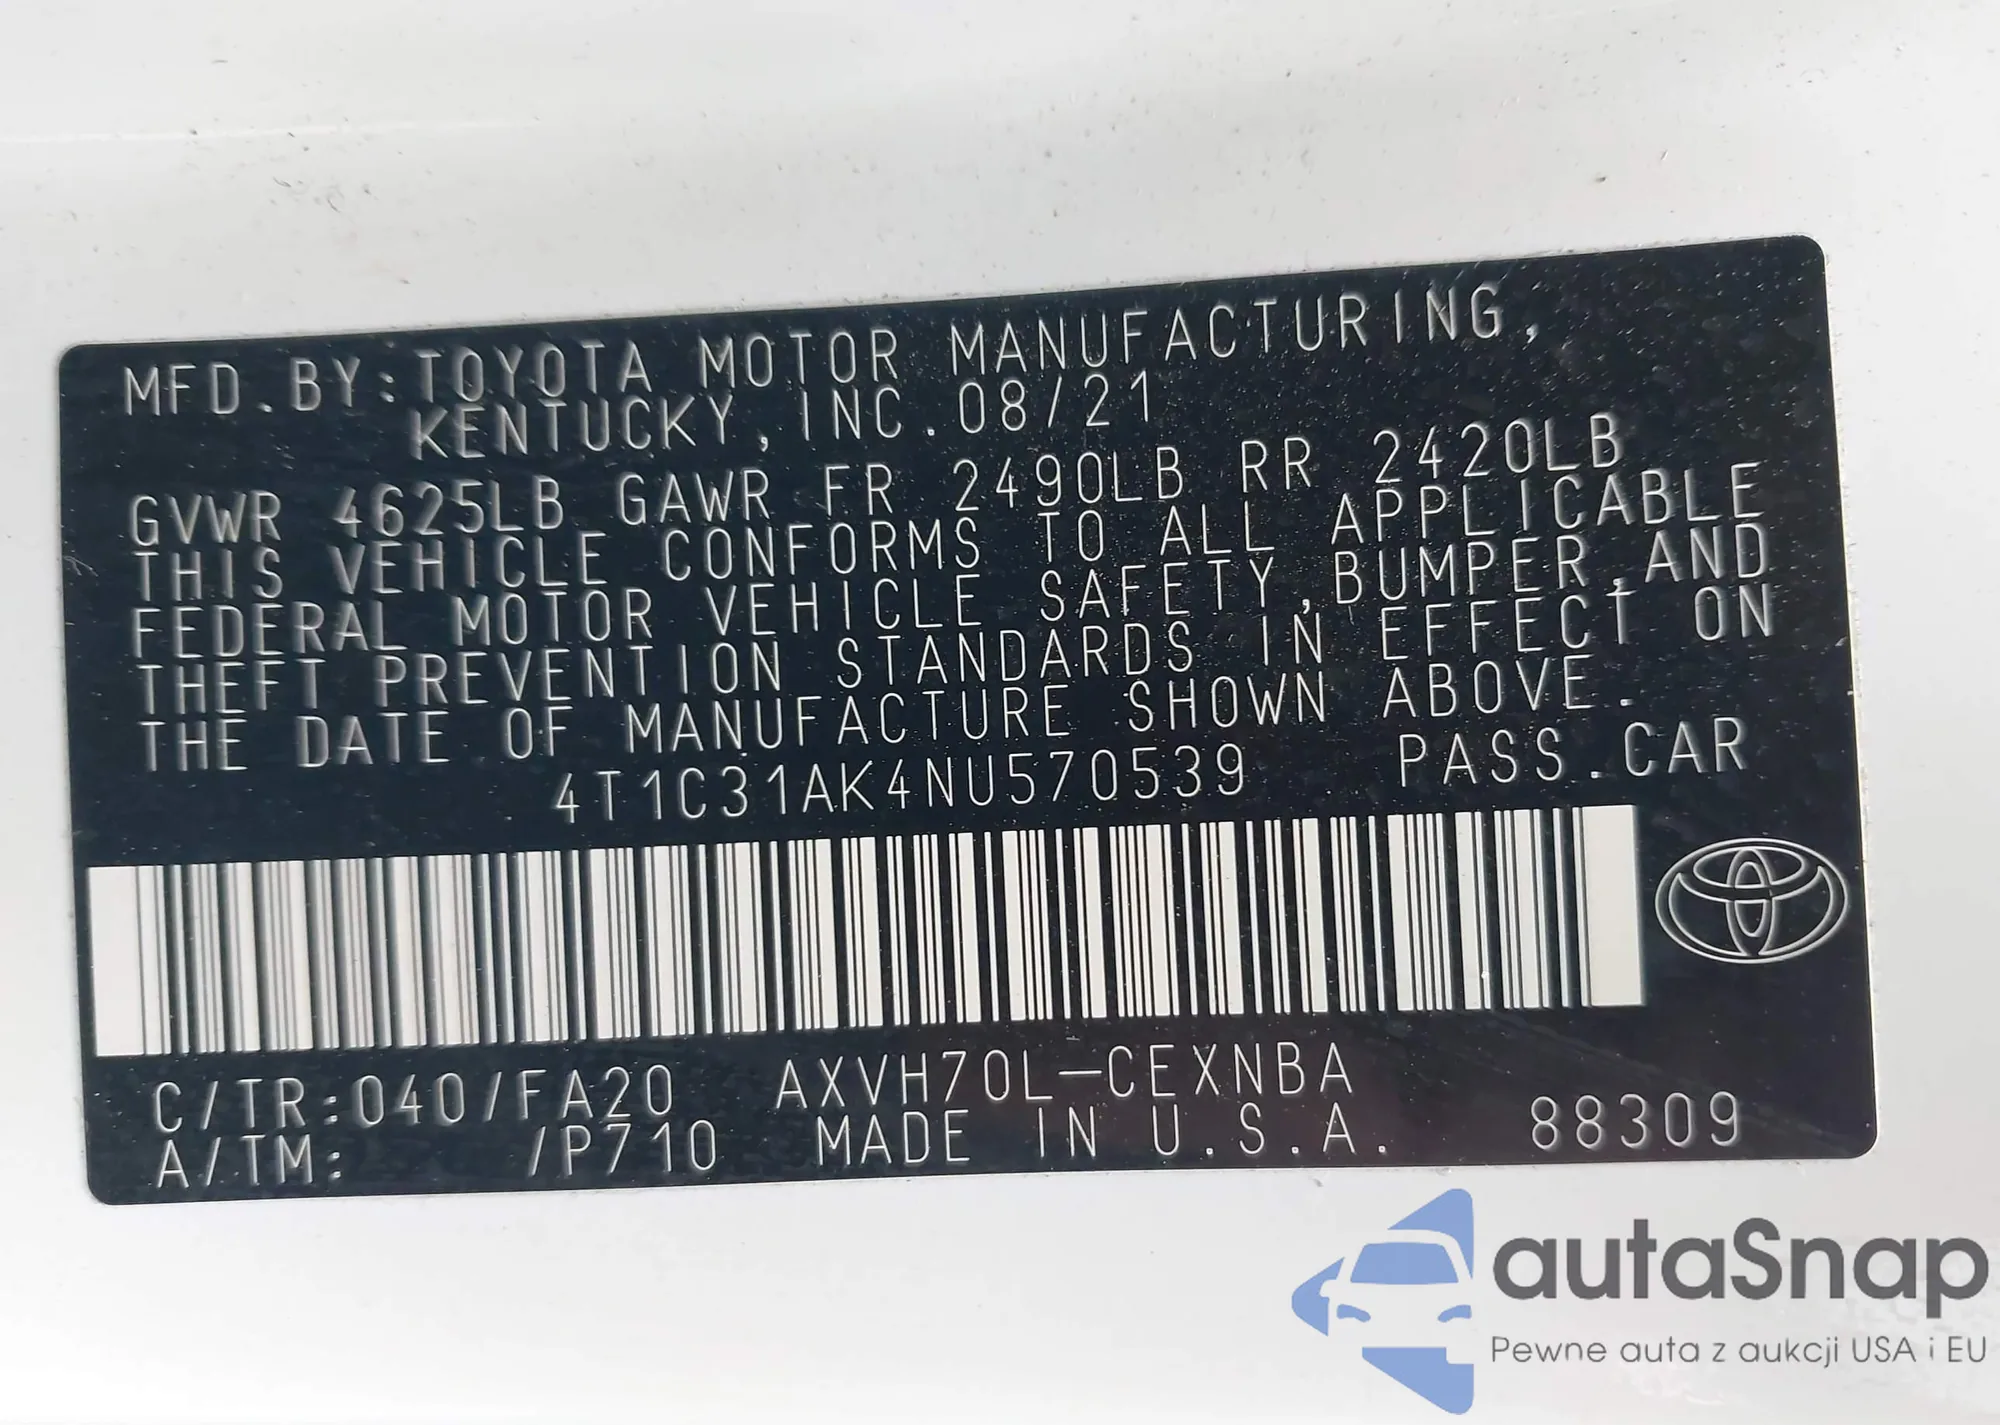 MFD.BY:TOYOTA MOTOR MANUFACTURING,
KENTUCKY, INC.08/21
GVWR 4625LB GAWR FR 2490LB RR 2420LB
THIS VEHICLE CONFORMS TO ALL APPLICABLE
FEDERAL MOTOR VEHICLE SAFETY,BUMPER,AND
THEFT PREVENTION STANDARDS IN EFFECT ON
THE DATE OF MANUFACTURE SHOWN ABOVE.
4T1C31AK4NU570539 PASS.CAR
C/TR:040/FA20 AXVH70L-CEXNBA
A/TM: /P710 MADE IN U.S.A. 88309
autaSnap
Pewne auta z aukcji USA i EU